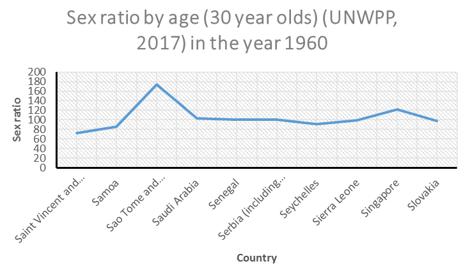 Sex ratio by age (30 year olds) (UNWPP,
2017) in the year 1960
200
180
160
140
120
100
80
60
40
20
0
Sex ratio
Saint Vincent and...
Samoa
Sao Tome and...
Saudi Arabia
Senegal
Serbia (including...
Seychelles
Sierra Leone
Singapore
Slovakia
Country